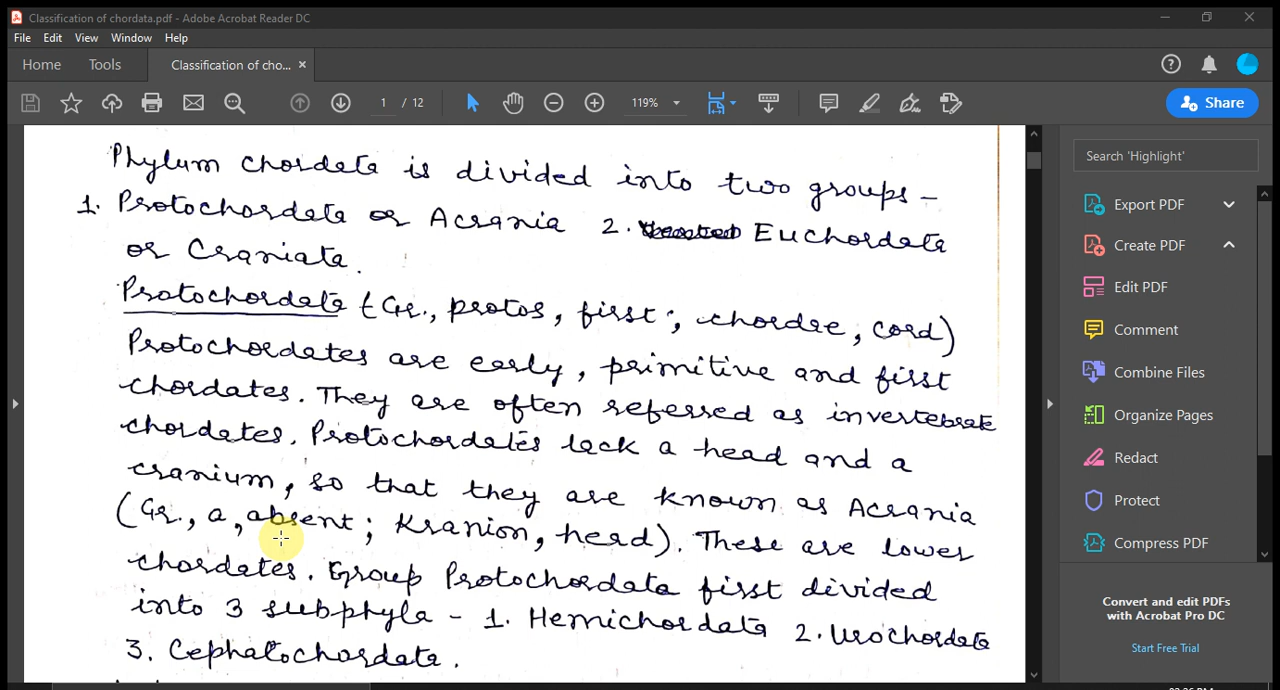 Classification of chordata.pdf - Adobe Acrobat Reader DC
File Edit View Window Help
Home Tools Classification of cho... ×
1 / 12 119% Share
Phylum chordata is divided into two groups –
1. Protochordata or Acrania 2. Euchordata
or Craniata.
Protochordata (Gr., protos, first; chordae, cord)
Protochordates are early, primitive and first
chordates. They are often referred as invertebrate
chordates. Protochordates lack a head and a
cranium, so that they are known as Acrania
(Gr., a, absent; Kranion, head). These are lower
chordates. Group Protochordata first divided
into 3 subphyla - 1. Hemichordata 2. Urochordata
3. Cephalochordata.
Search 'Highlight'
Export PDF
Create PDF
Edit PDF
Comment
Combine Files
Organize Pages
Redact
Protect
Compress PDF
Convert and edit PDFs
with Acrobat Pro DC
Start Free Trial